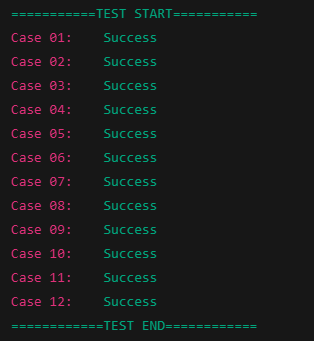 ===========TEST START===========
Case 01:    Success
Case 02:    Success
Case 03:    Success
Case 04:    Success
Case 05:    Success
Case 06:    Success
Case 07:    Success
Case 08:    Success
Case 09:    Success
Case 10:    Success
Case 11:    Success
Case 12:    Success
============TEST END============